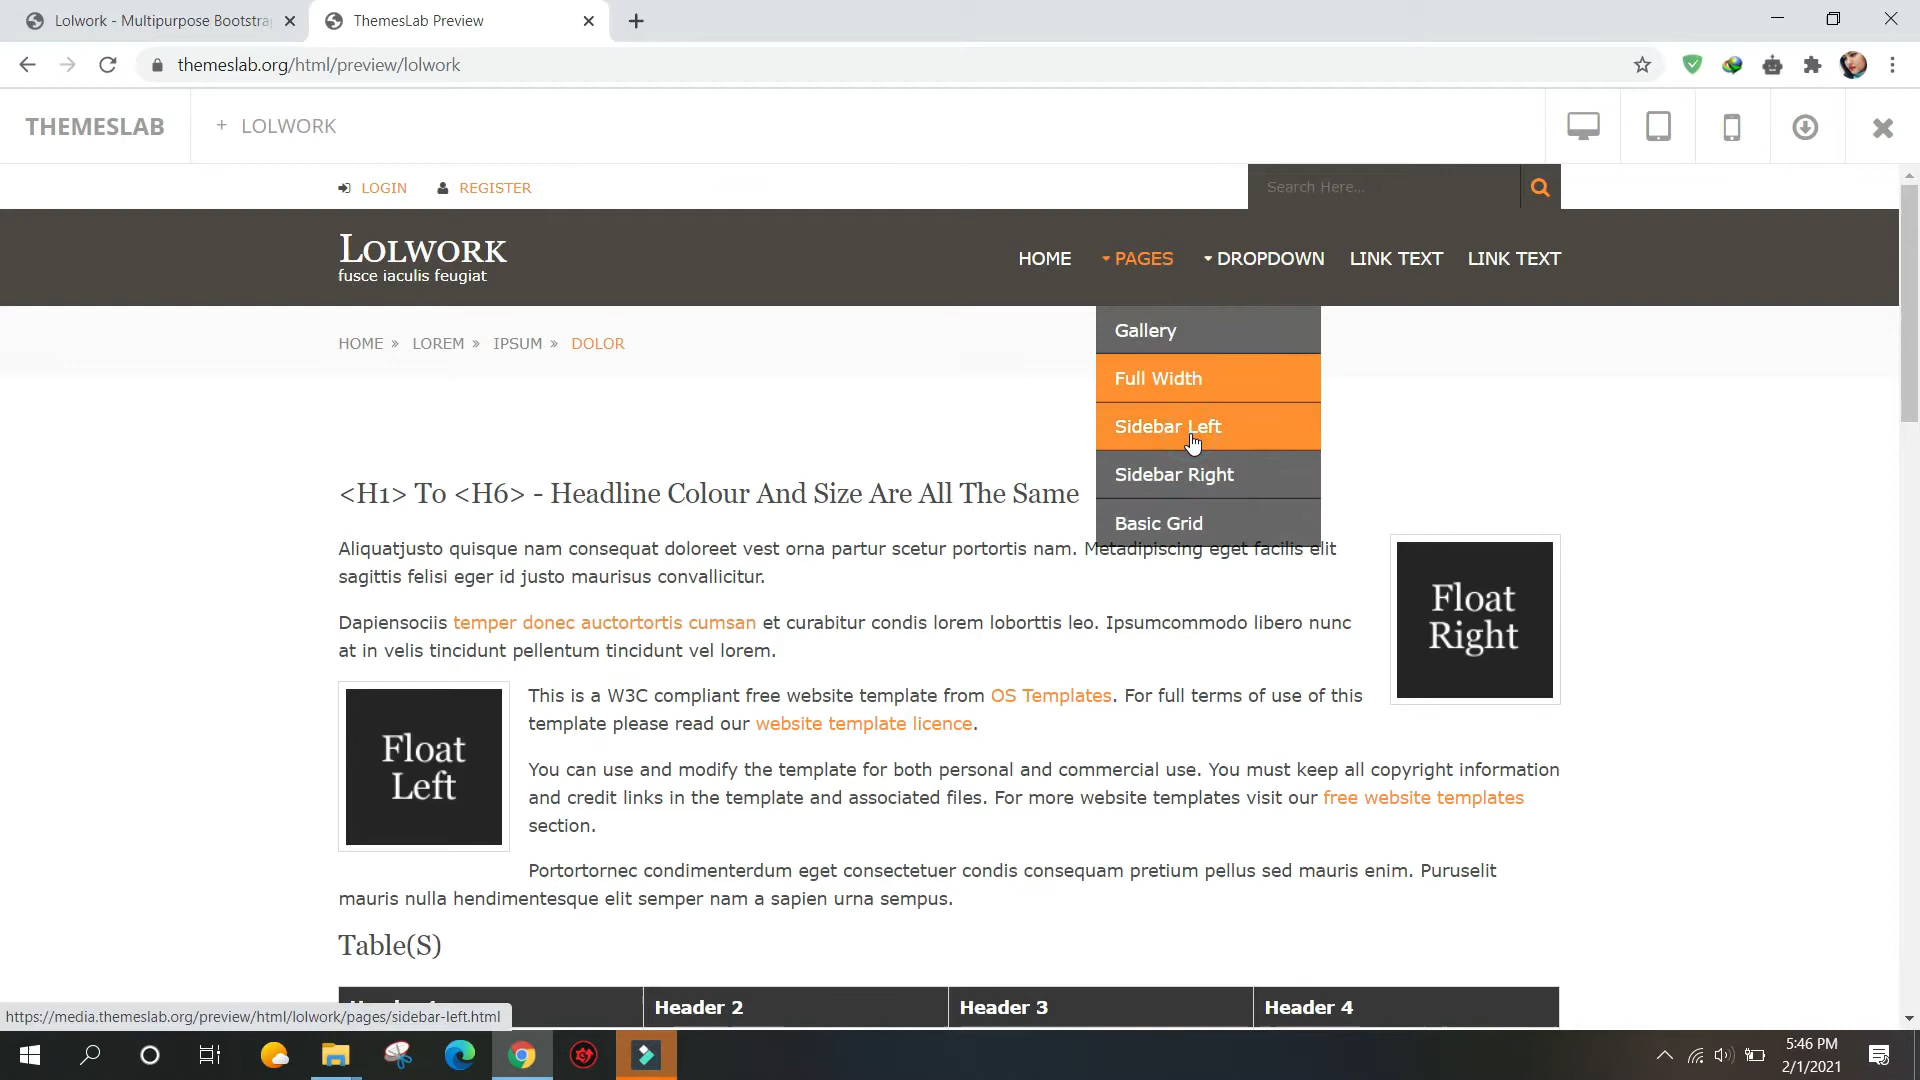 Lolwork - Multipurpose Bootstra
ThemesLab Preview
themeslab.org/html/preview/lolwork
THEMESLAB
+ LOLWORK
LOGIN
REGISTER
Search Here...
Lolwork
fusce iaculis feugiat
HOME
PAGES
DROPDOWN
LINK TEXT
LINK TEXT
HOME » LOREM » IPSUM » DOLOR
Gallery
Full Width
Sidebar Left
Sidebar Right
Basic Grid
<H1> To <H6> - Headline Colour And Size Are All The Same
Aliquatjusto quisque nam consequat doloreet vest orna partur scetur portortis nam. Metadipiscing eget facilis elit
sagittis felisi eger id justo maurisus convallicitur.
Dapiensociis temper donec auctortortis cumsan et curabitur condis lorem loborttis leo. Ipsumcommodo libero nunc
at in velis tincidunt pellentum tincidunt vel lorem.
Float
Right
Float
Left
This is a W3C compliant free website template from OS Templates. For full terms of use of this
template please read our website template licence.
You can use and modify the template for both personal and commercial use. You must keep all copyright information
and credit links in the template and associated files. For more website templates visit our free website templates
section.
Portortornec condimenterdum eget consectetuer condis consequam pretium pellus sed mauris enim. Puruselit
mauris nulla hendimentesque elit semper nam a sapien urna sempus.
Table(S)
Header 2
Header 3
Header 4
https://media.themeslab.org/preview/html/lolwork/pages/sidebar-left.html
5:46 PM
2/1/2021